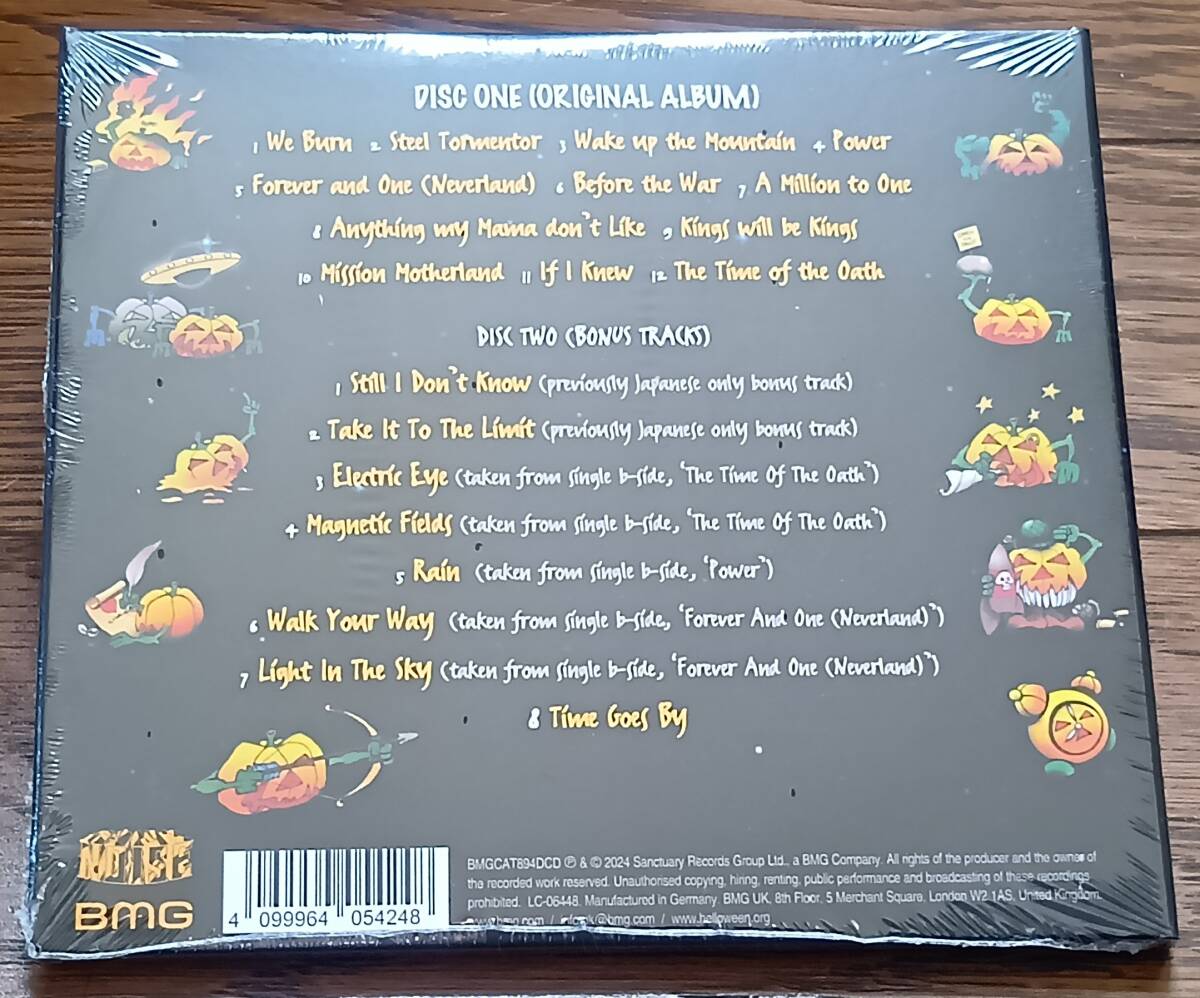 DISC ONE (ORIGINAL ALBUM)
1 We Burn 2 Steel Tormentor 3 Wake up the Mountain 4 Power
5 Forever and One (Neverland) 6 Before the War 7 A Million to One
8 Anything my Mama don't Like 9 Kings will be Kings
10 Mission Motherland 11 If I Knew 12 The Time of the Oath
DISC TWO (BONUS TRACKS)
1 Still I Don't Know (previously Japanese only bonus track)
2 Take It To The Limit (previously Japanese only bonus track)
3 Electric Eye (taken from single b-side, 'The Time Of The Oath')
4 Magnetic Fields (taken from single b-side, 'The Time Of The Oath')
5 Rain (taken from single b-side, 'Power')
6 Walk Your Way (taken from single b-side, 'Forever And One (Neverland)')
7 Light In The Sky (taken from single b-side, 'Forever And One (Neverland)')
8 Time Goes By
NOISE
BMG
4 099964 054248
BMGCAT894DCD ℗ & © 2024 Sanctuary Records Group Ltd., a BMG Company. All rights of the producer and the owner of
the recorded work reserved. Unauthorised copying, hiring, renting, public performance and broadcasting of these recordings
prohibited. LC-06448. Manufactured in Germany. BMG UK, 8th Floor, 5 Merchant Square, London W2 1AS, United Kingdom.
www.bmg.com / info.uk@bmg.com / www.helloween.org